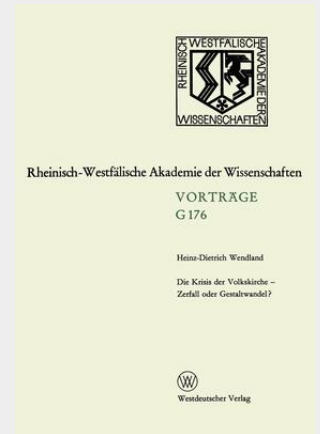 RHEINISCH-WESTFÄLISCHE
AKADEMIE DER
WISSENSCHAFTEN
Rheinisch-Westfälische Akademie der Wissenschaften
VORTRÄGE
G 176
Heinz-Dietrich Wendland
Die Krisis der Volkskirche –
Zerfall oder Gestaltwandel?
W
Westdeutscher Verlag